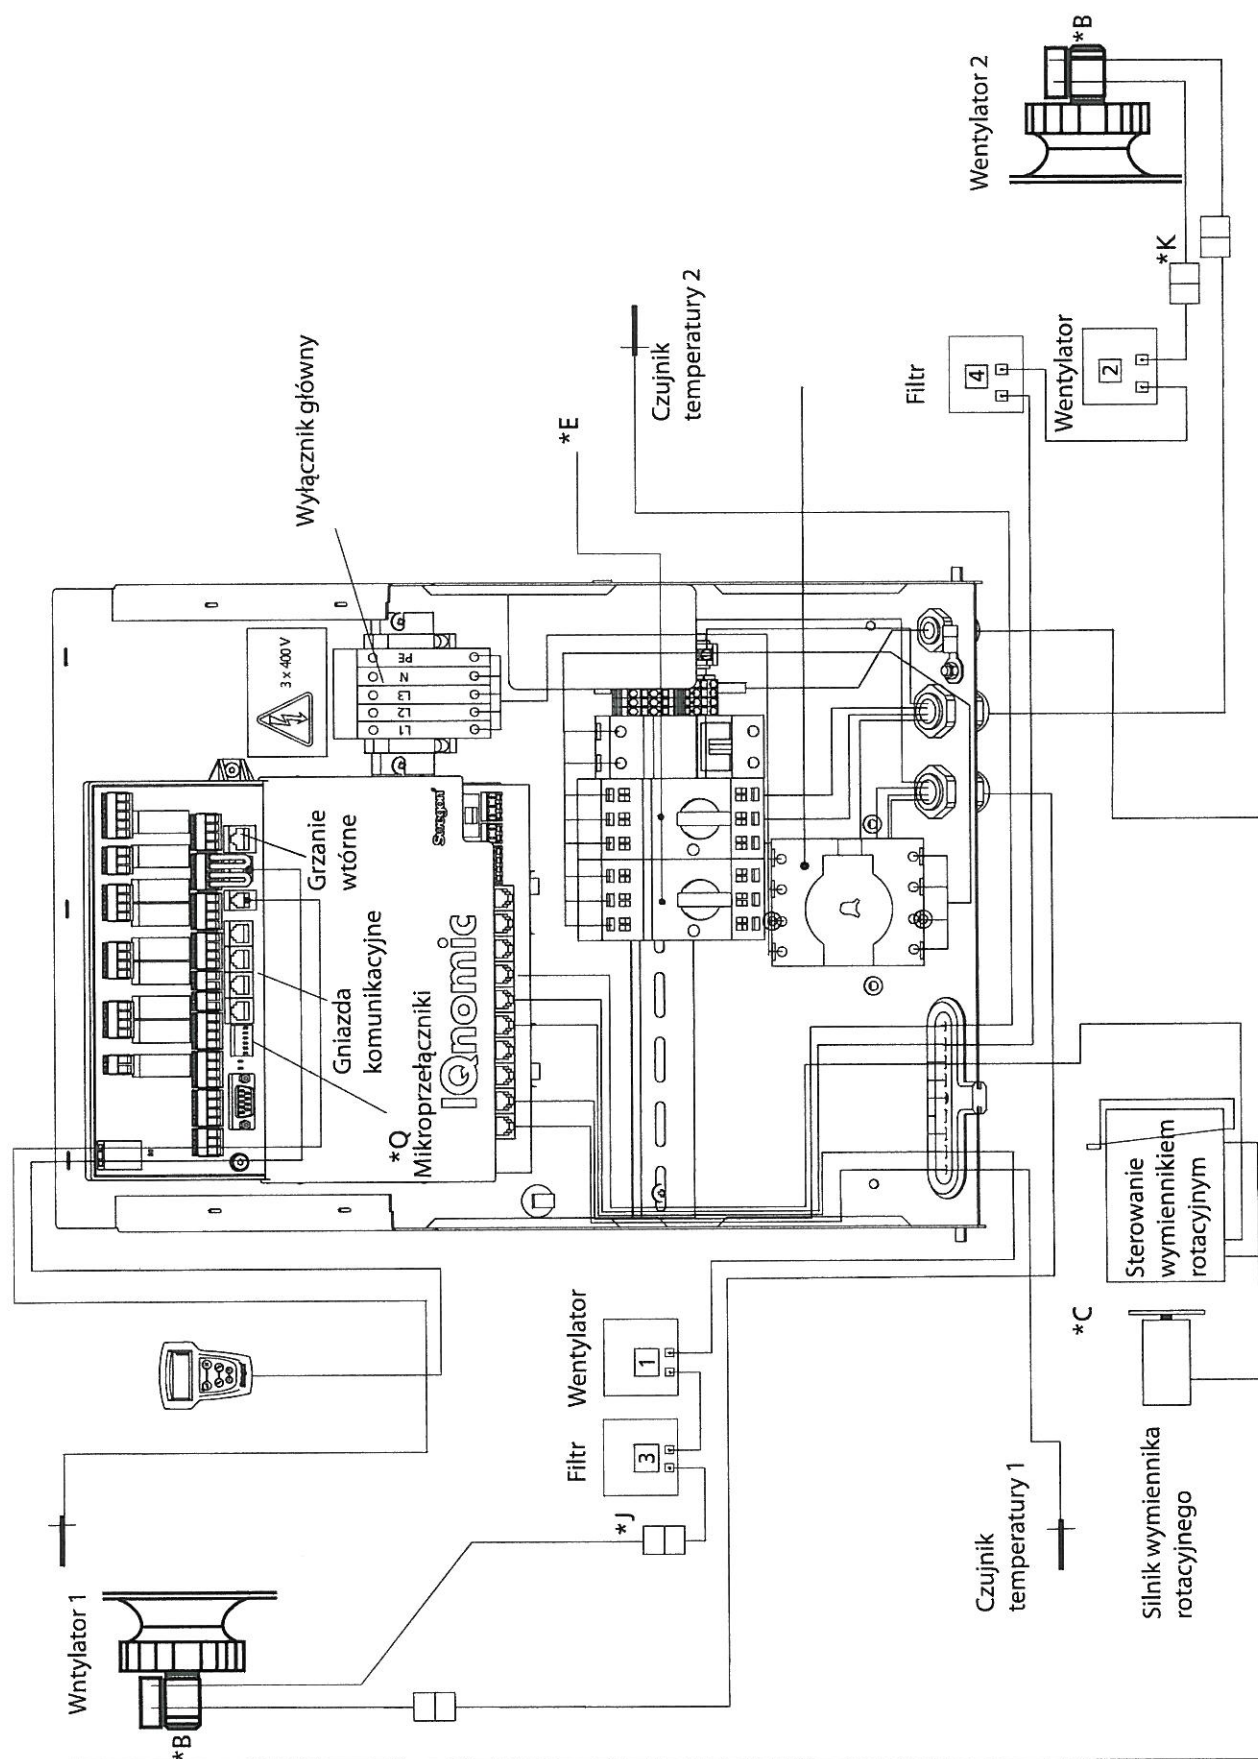 Wntylator 1
*B
3 x 400 V
Wyłącznik główny
Grzanie
wtórne
Gniazda
komunikacyjne
*Q
Mikroprzełączniki
L1 L2 L3 N PE
Swegon
IQnomic
*E
Filtr
Wentylator
*J
3
1
Czujnik
temperatury 2
Filtr
4
Wentylator 2
*B
Czujnik
temperatury 1
Wentylator
2
*C
Sterowanie
wymiennikiem
rotacyjnym
Silnik wymiennika
rotacyjnego
*K